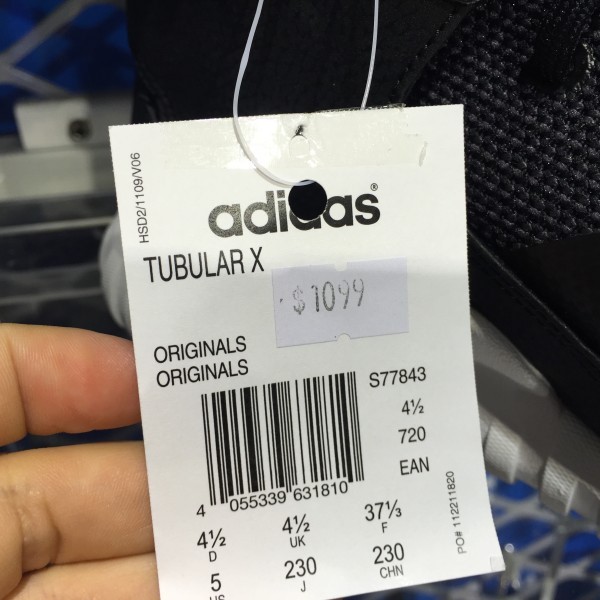 HSD2/1109/V06
adidas®
TUBULAR X
$1099
ORIGINALS
ORIGINALS
S77843
4½
720
EAN
4 055339 631810
4½ 4½ 37⅓
D UK F
5 230 230
US J CHN
PO# 112211820